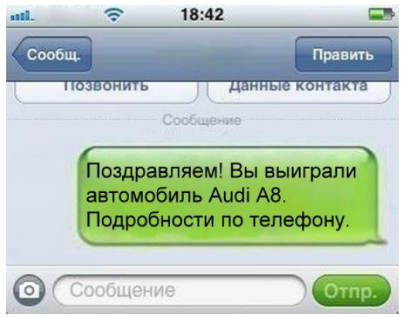 18:42
Сообщ.
Править
Позвонить
Данные контакта
Сообщение
Поздравляем! Вы выиграли
автомобиль Audi A8.
Подробности по телефону.
Сообщение
Отпр.